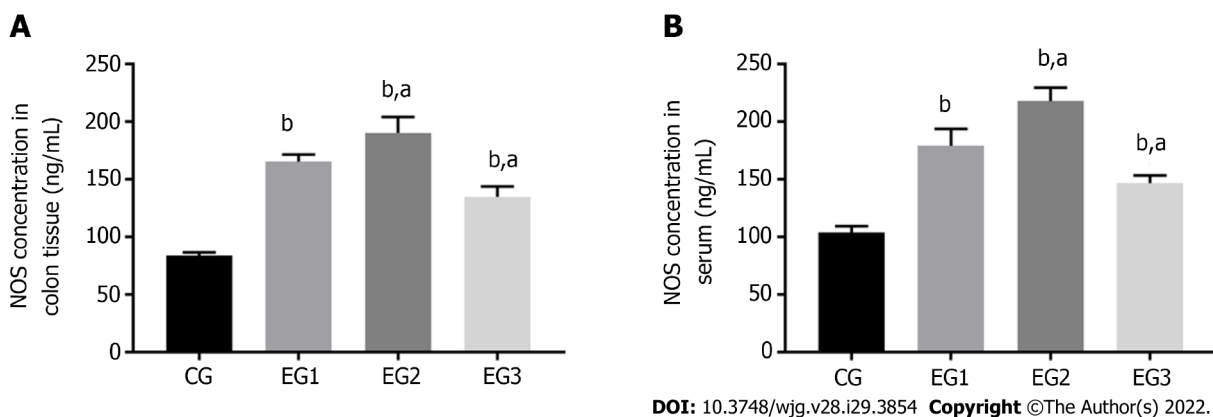 A
NOS concentration in
colon tissue (ng/mL)
250
200
150
100
50
0
b
b,a
b,a
CG
EG1
EG2
EG3
B
NOS concentration in
serum (ng/mL)
250
200
150
100
50
0
b
b,a
b,a
CG
EG1
EG2
EG3
DOI: 10.3748/wjg.v28.i29.3854 Copyright ©The Author(s) 2022.